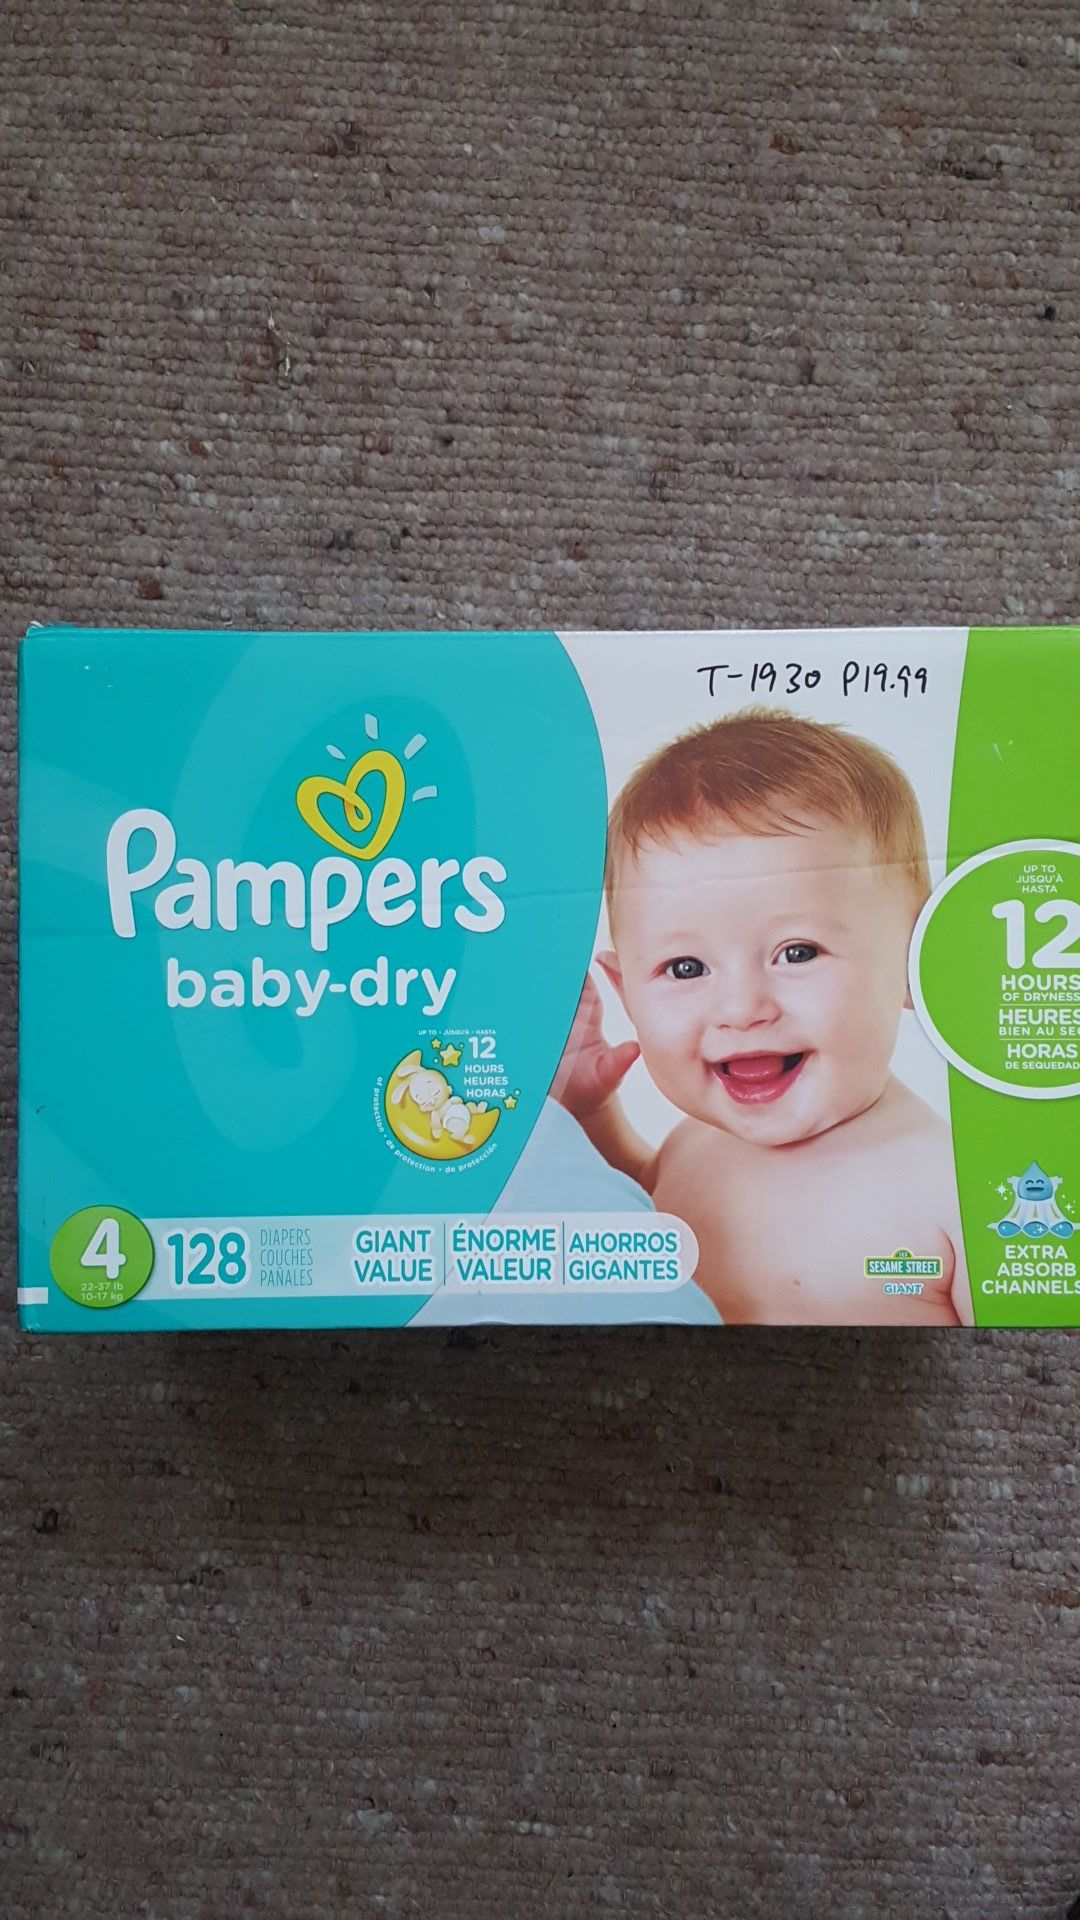 T-1930 P19.99
Pampers
baby-dry
UP TO • JUSQU'À • HASTA
12
HOURS
HEURES
HORAS
of protection • de protection • de protección
UP TO
JUSQU'À
HASTA
12
HOURS
OF DRYNESS
HEURES
BIEN AU SEC
HORAS
DE SEQUEDAD
4
22-37 lb
10-17 kg
128
DIAPERS
COUCHES
PAÑALES
GIANT
VALUE
ÉNORME
VALEUR
AHORROS
GIGANTES
123
SESAME STREET
GIANT
EXTRA
ABSORB
CHANNELS